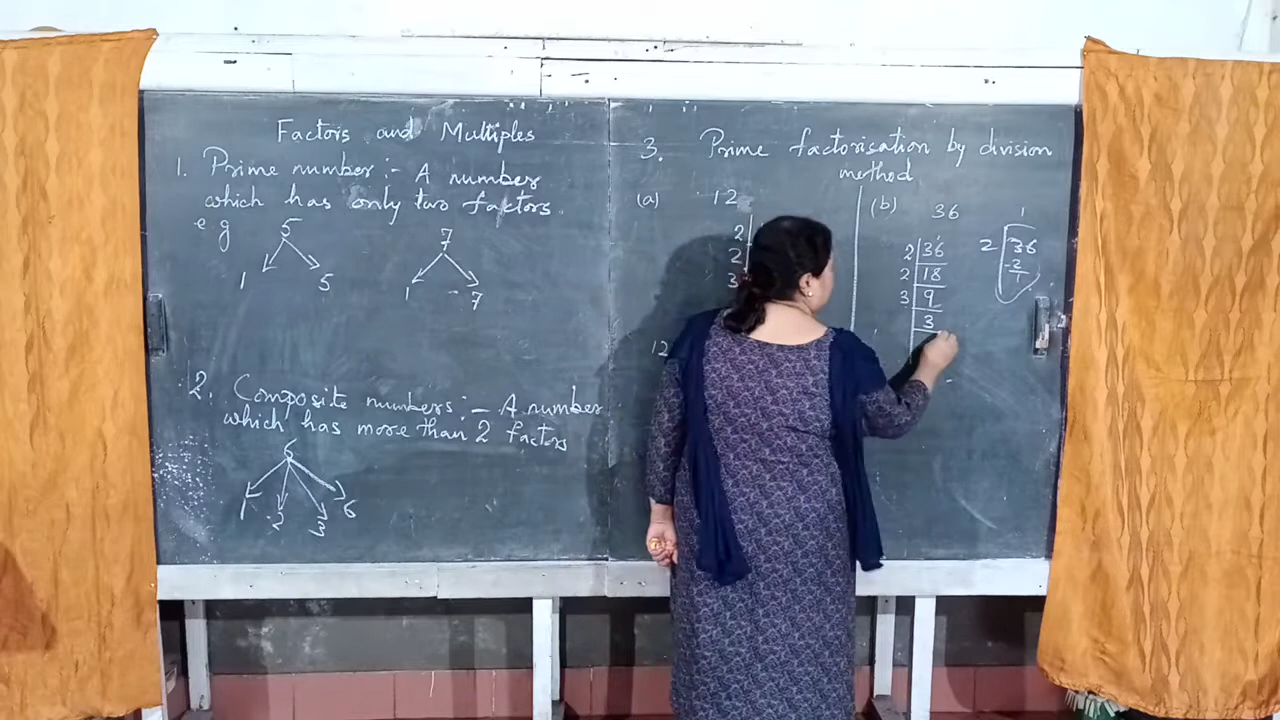 Factors and Multiples
1. Prime number :- A number
which has only two factors.
e g
5
1 5
7
1 7
2. Composite numbers :- A number
which has more than 2 factors
6
1 2 3 6
3. Prime factorisation by division
method
(a) 12
2
2
3
12
(b) 36
2 36
2 18
3 9
3
1
2 36
-2
1